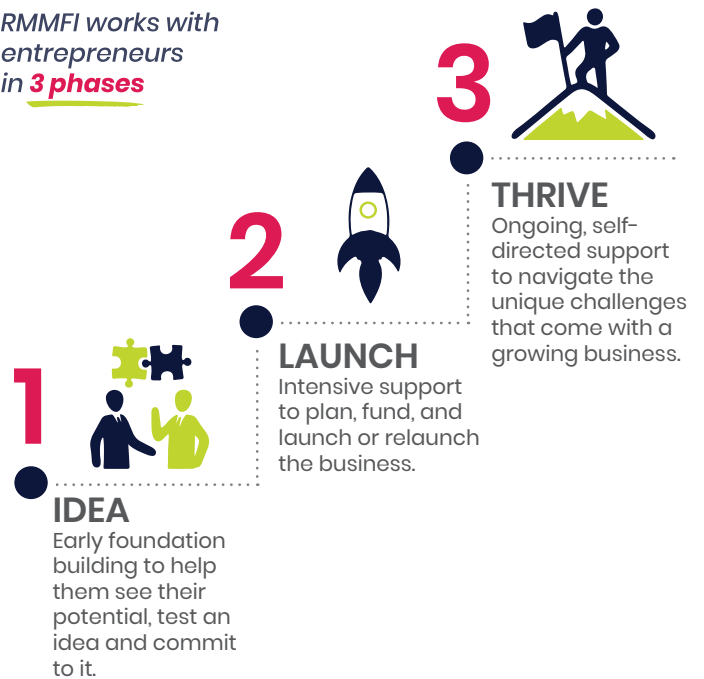 RMMFI works with
entrepreneurs
in 3 phases
1
IDEA
Early foundation
building to help
them see their
potential, test an
idea and commit
to it.
2
LAUNCH
Intensive support
to plan, fund, and
launch or relaunch
the business.
3
THRIVE
Ongoing, self-
directed support
to navigate the
unique challenges
that come with a
growing business.